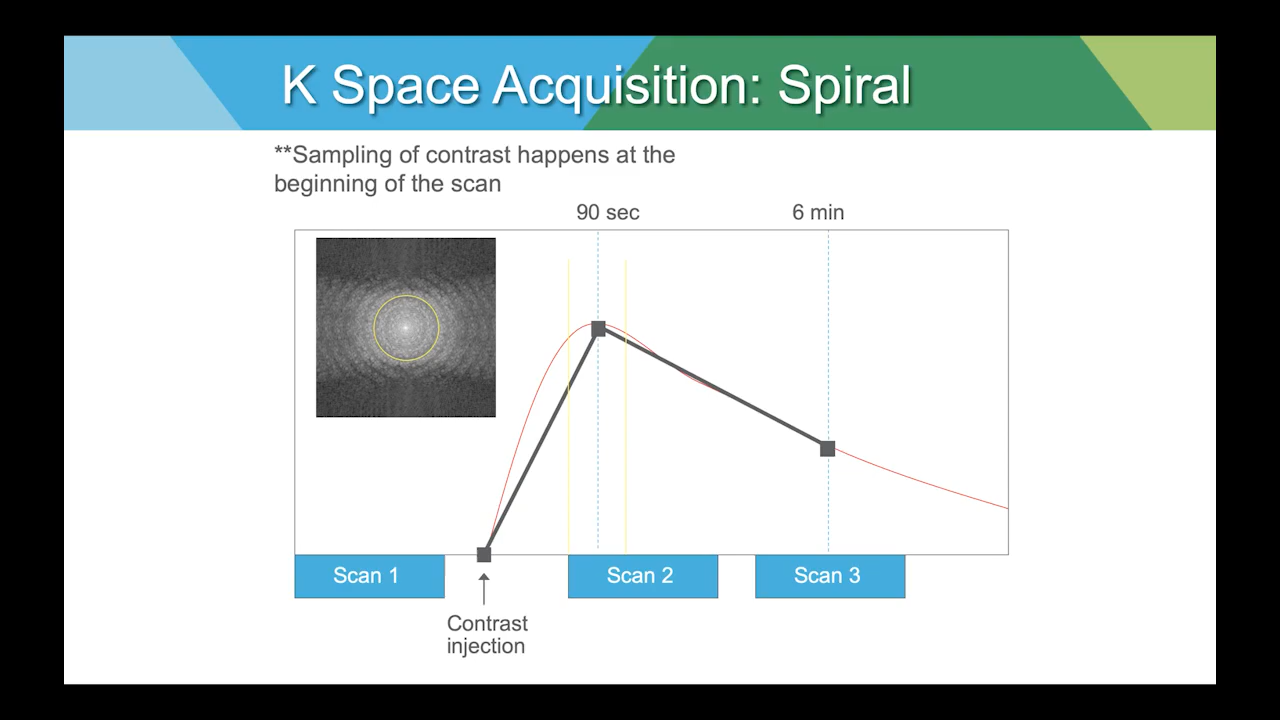 K Space Acquisition: Spiral
**Sampling of contrast happens at the
beginning of the scan
90 sec
6 min
Scan 1
Scan 2
Scan 3
Contrast
injection